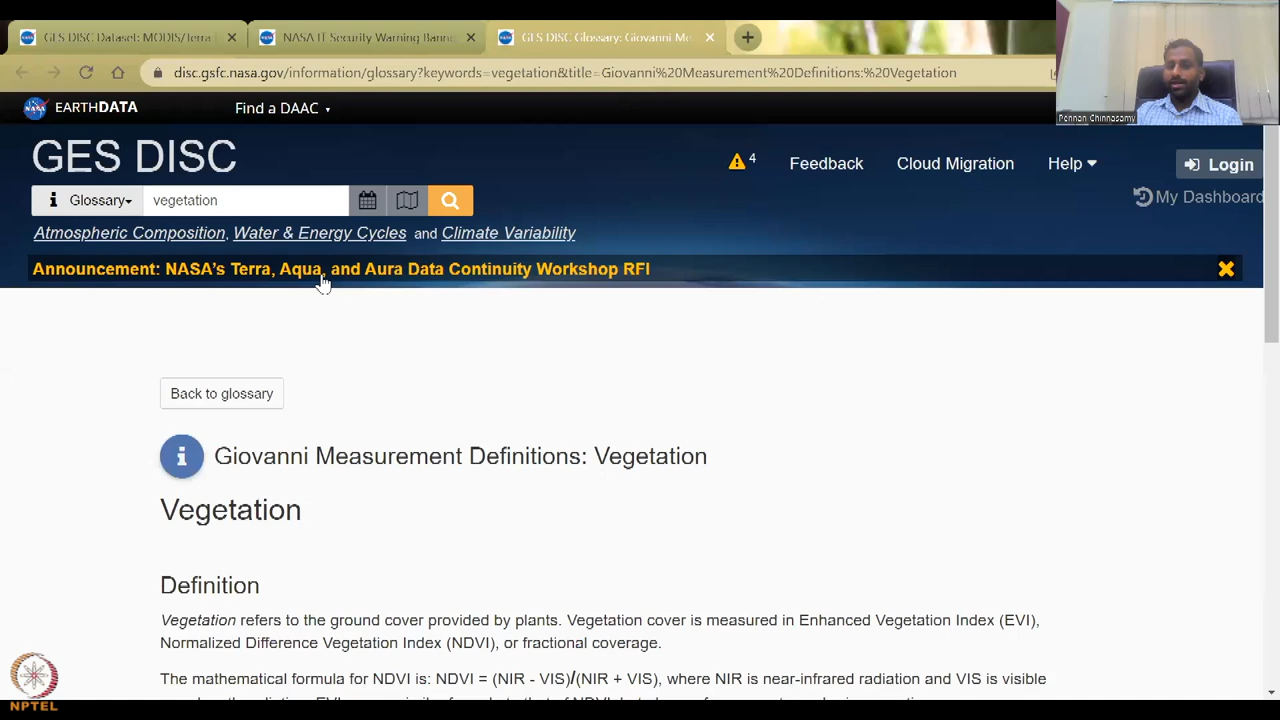 GES DISC Dataset: MODIS/Terra
NASA IT Security Warning Bann
GES DISC Glossary: Giovanni Me
disc.gsfc.nasa.gov/information/glossary?keywords=vegetation&title=Giovanni%20Measurement%20Definitions:%20Vegetation
Pennan Chinnasamy
EARTHDATA
Find a DAAC
GES DISC
4
Feedback
Cloud Migration
Help
Login
Glossary
vegetation
My Dashboard
Atmospheric Composition, Water & Energy Cycles and Climate Variability
Announcement: NASA's Terra, Aqua, and Aura Data Continuity Workshop RFI
Back to glossary
Giovanni Measurement Definitions: Vegetation
Vegetation
Definition
Vegetation refers to the ground cover provided by plants. Vegetation cover is measured in Enhanced Vegetation Index (EVI),
Normalized Difference Vegetation Index (NDVI), or fractional coverage.
The mathematical formula for NDVI is: NDVI = (NIR - VIS)/(NIR + VIS), where NIR is near-infrared radiation and VIS is visible
NPTEL